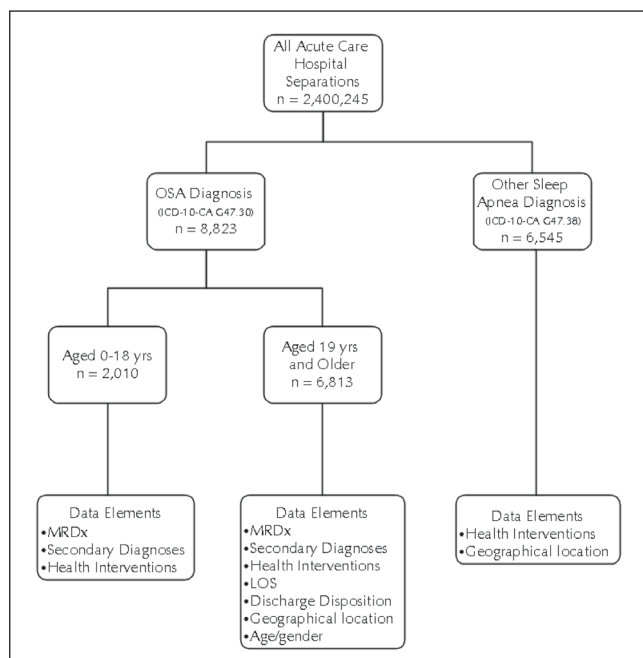 All Acute Care
Hospital
Separations
n = 2,400,245
OSA Diagnosis
(ICD-10-CA G47.30)
n = 8,823
Other Sleep
Apnea Diagnosis
(ICD-10-CA G47.38)
n = 6,545
Aged 0-18 yrs
n = 2,010
Aged 19 yrs
and Older
n = 6,813
Data Elements
•MRDx
•Secondary Diagnoses
•Health Interventions
Data Elements
•MRDx
•Secondary Diagnoses
•Health Interventions
•LOS
•Discharge Disposition
•Geographical location
•Age/gender
Data Elements
•Health Interventions
•Geographical location